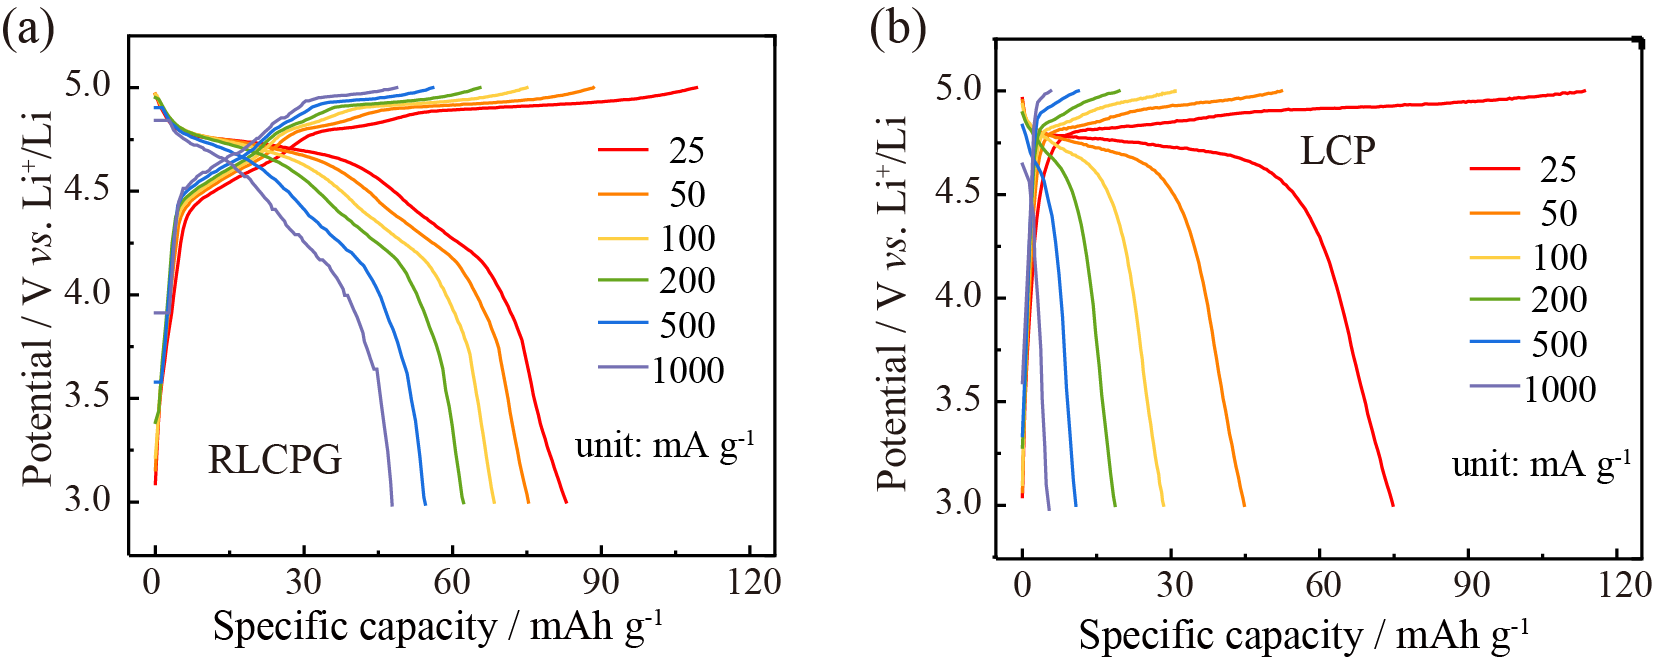 (a)
Potential / V vs. Li⁺/Li
5.0
4.5
4.0
3.5
3.0
25
50
100
200
500
1000
RLCPG
unit: mA g⁻¹
0 30 60 90 120
Specific capacity / mAh g⁻¹
(b)
Potential / V vs. Li⁺/Li
5.0
4.5
4.0
3.5
3.0
LCP
25
50
100
200
500
1000
unit: mA g⁻¹
0 30 60 90 120
Specific capacity / mAh g⁻¹